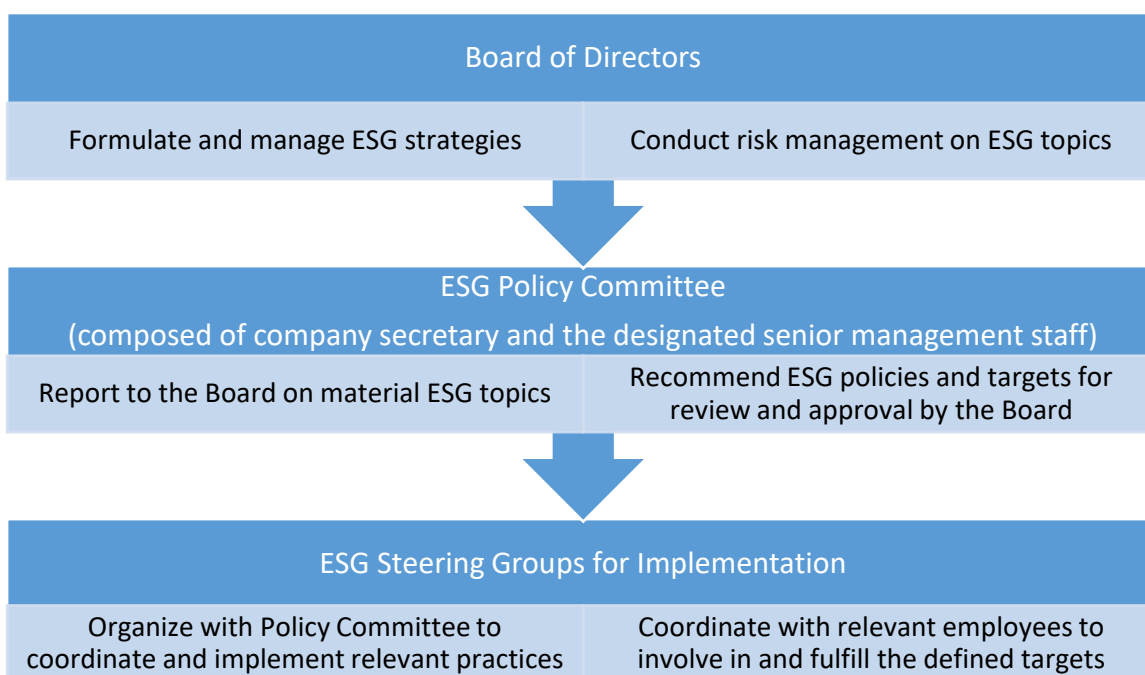 Board of Directors
Formulate and manage ESG strategies
Conduct risk management on ESG topics
ESG Policy Committee
(composed of company secretary and the designated senior management staff)
Report to the Board on material ESG topics
Recommend ESG policies and targets for
review and approval by the Board
ESG Steering Groups for Implementation
Organize with Policy Committee to
coordinate and implement relevant practices
Coordinate with relevant employees to
involve in and fulfill the defined targets